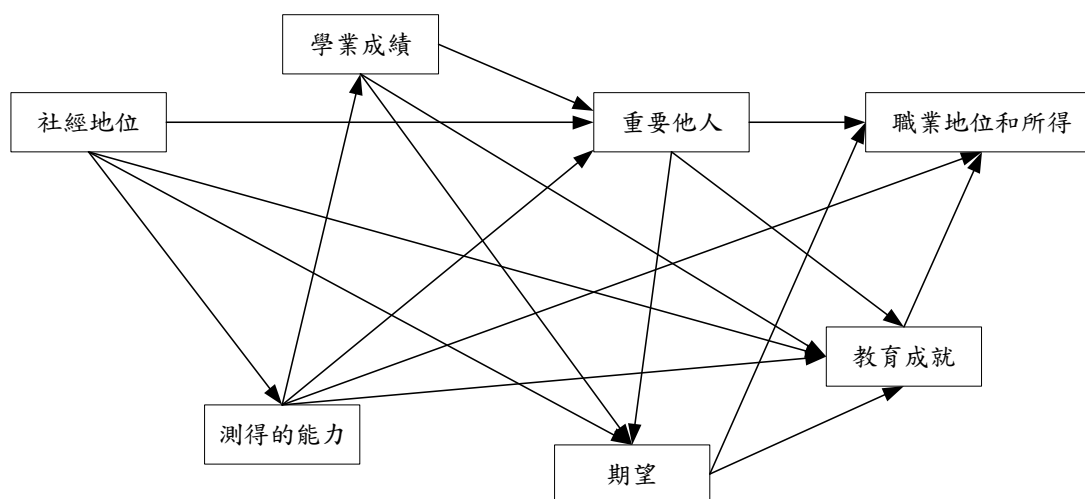 學業成績
社經地位
重要他人
職業地位和所得
教育成就
測得的能力
期望